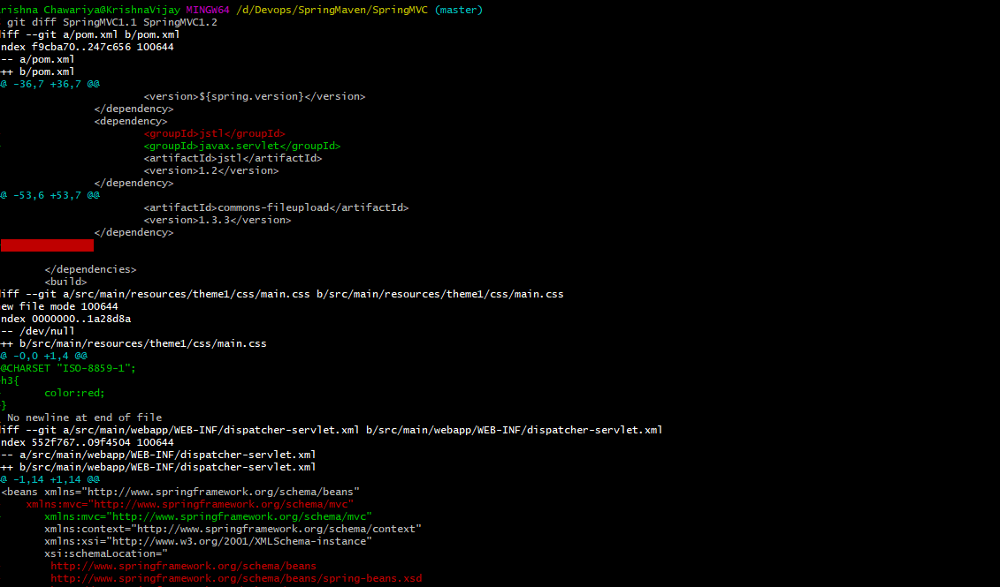 rishna Chawariya@KrishnaVijay MINGW64 /d/Devops/SpringMaven/SpringMVC (master)
git diff SpringMVC1.1 SpringMVC1.2
iff --git a/pom.xml b/pom.xml
ndex f9cba70..247c656 100644
-- a/pom.xml
++ b/pom.xml
@ -36,7 +36,7 @@
<version>${spring.version}</version>
</dependency>
<dependency>
<groupId>jstl</groupId>
<groupId>javax.servlet</groupId>
<artifactId>jstl</artifactId>
<version>1.2</version>
</dependency>
@ -53,6 +53,7 @@
<artifactId>commons-fileupload</artifactId>
<version>1.3.3</version>
</dependency>
</dependencies>
<build>
iff --git a/src/main/resources/theme1/css/main.css b/src/main/resources/theme1/css/main.css
ew file mode 100644
ndex 0000000..1a28d8a
-- /dev/null
++ b/src/main/resources/theme1/css/main.css
@ -0,0 +1,4 @@
@CHARSET "ISO-8859-1";
h3{
color:red;
}
No newline at end of file
iff --git a/src/main/webapp/WEB-INF/dispatcher-servlet.xml b/src/main/webapp/WEB-INF/dispatcher-servlet.xml
ndex 552f767..09f4504 100644
-- a/src/main/webapp/WEB-INF/dispatcher-servlet.xml
++ b/src/main/webapp/WEB-INF/dispatcher-servlet.xml
@ -1,14 +1,14 @@
<beans xmlns="http://www.springframework.org/schema/beans"
xmlns:mvc="http://www.springframework.org/schema/mvc"
xmlns:mvc="http://www.springframework.org/schema/mvc"
xmlns:context="http://www.springframework.org/schema/context"
xmlns:xsi="http://www.w3.org/2001/XMLSchema-instance"
xsi:schemaLocation="
http://www.springframework.org/schema/beans
http://www.springframework.org/schema/beans/spring-beans.xsd